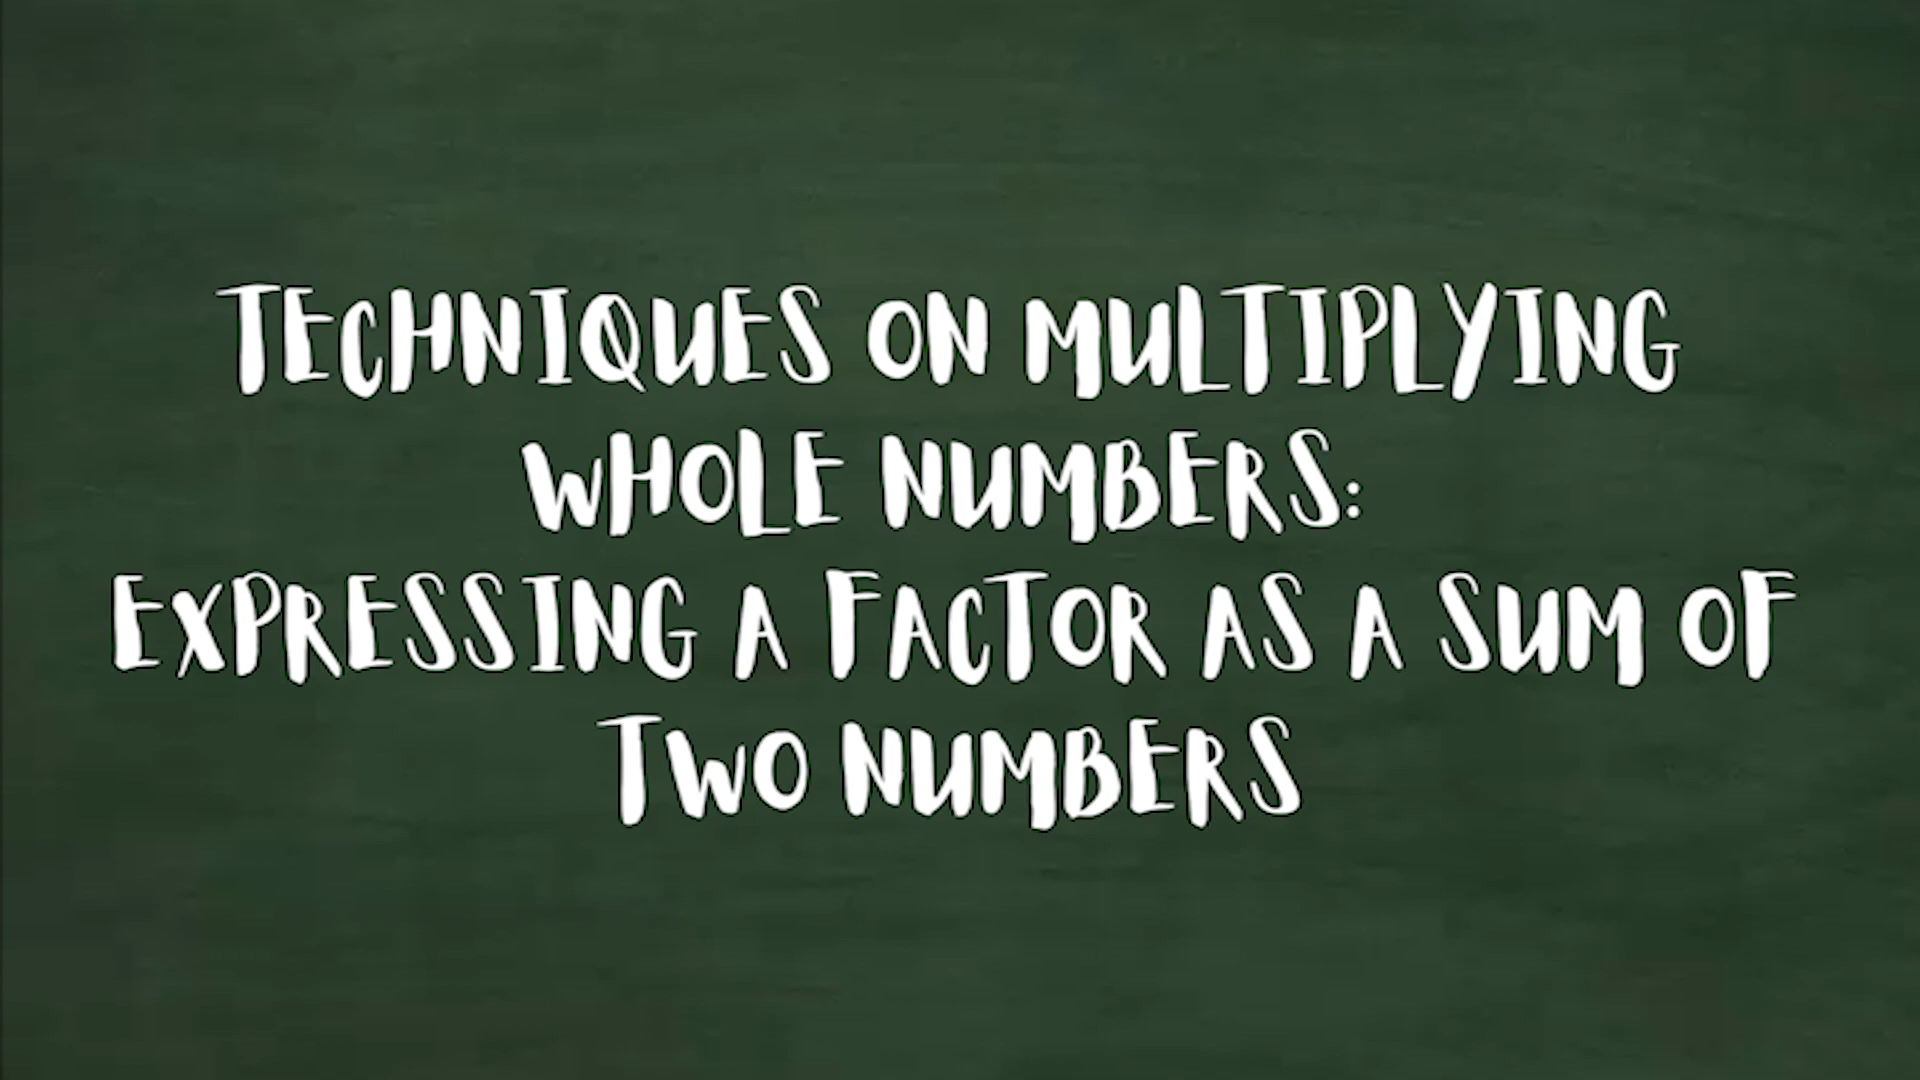 TECHNIQUES ON MULTIPLYING
WHOLE NUMBERS:
EXPRESSING A FACTOR AS A SUM OF
TWO NUMBERS